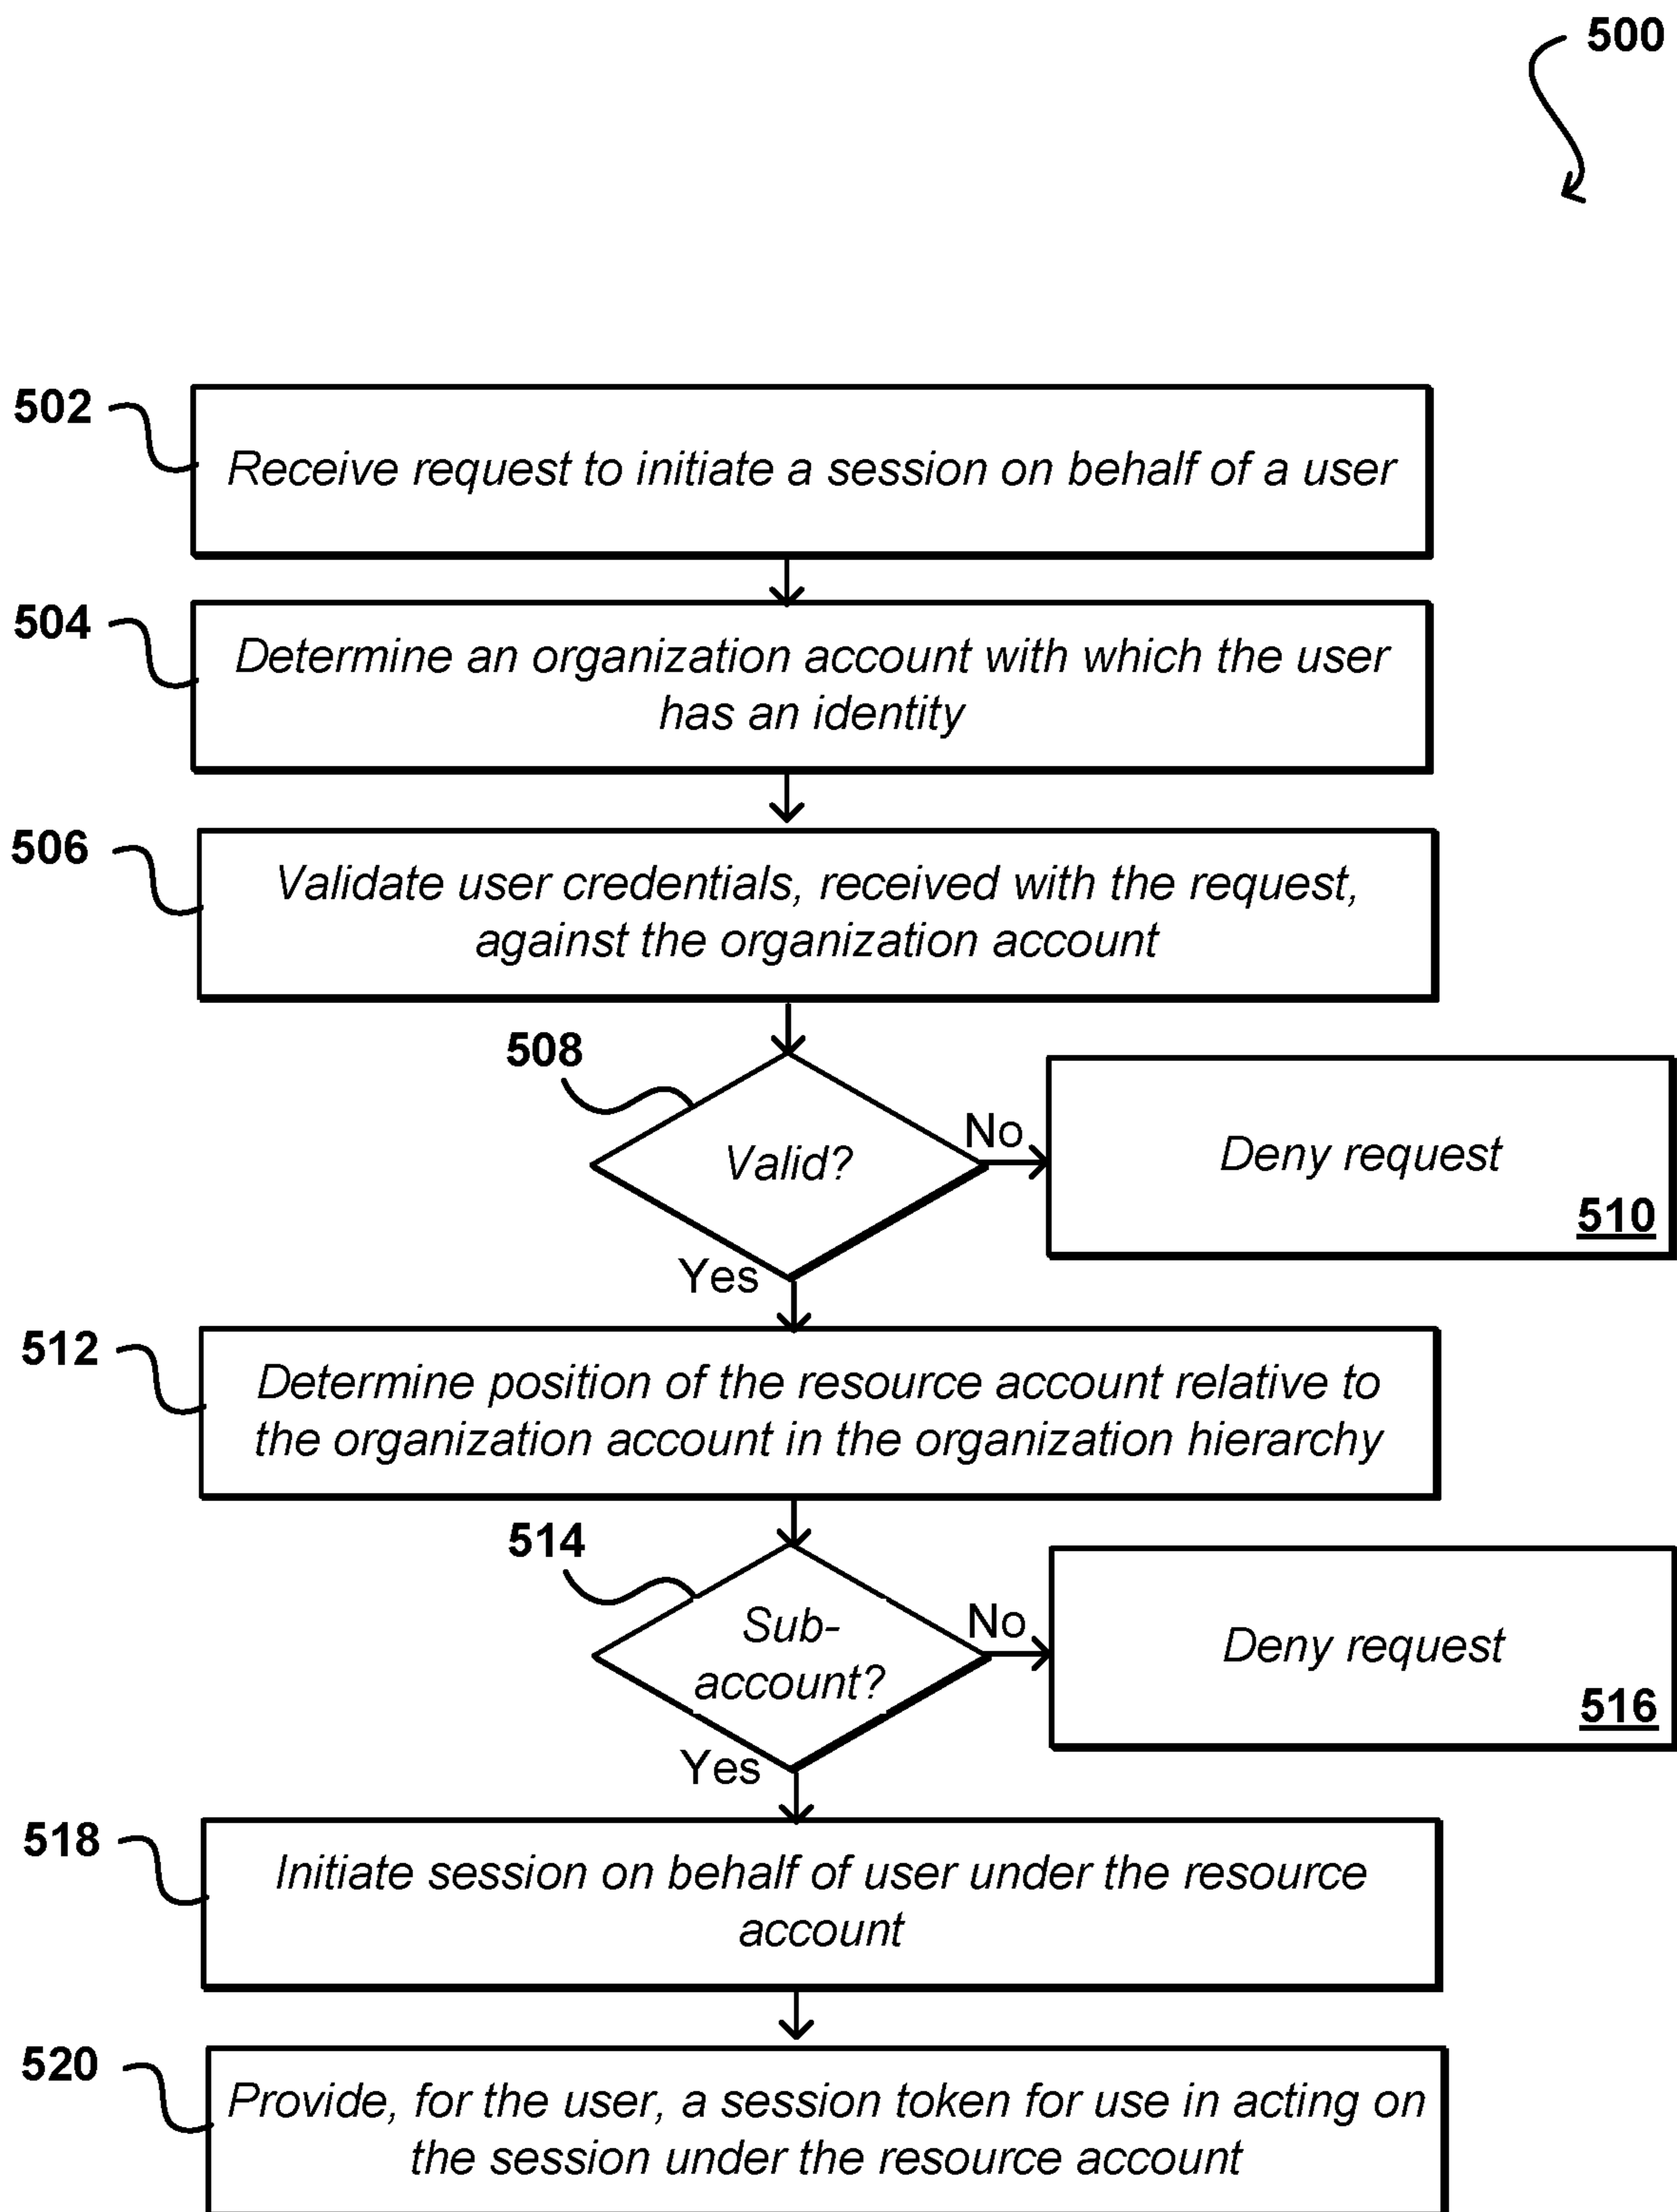 500
502
Receive request to initiate a session on behalf of a user
504
Determine an organization account with which the user
has an identity
506
Validate user credentials, received with the request,
against the organization account
508
Valid?
No
Deny request
510
Yes
512
Determine position of the resource account relative to
the organization account in the organization hierarchy
514
Sub-
account?
No
Deny request
516
Yes
518
Initiate session on behalf of user under the resource
account
520
Provide, for the user, a session token for use in acting on
the session under the resource account